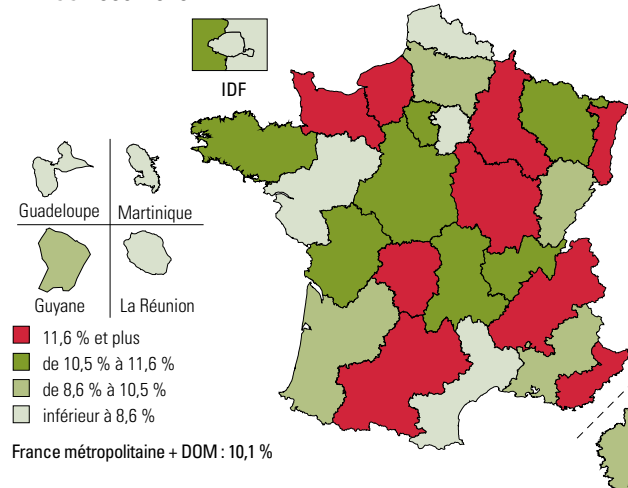 IDF
Guadeloupe
Martinique
Guyane
La Réunion
11,6 % et plus
de 10,5 % à 11,6 %
de 8,6 % à 10,5 %
inférieur à 8,6 %
France métropolitaine + DOM : 10,1 %